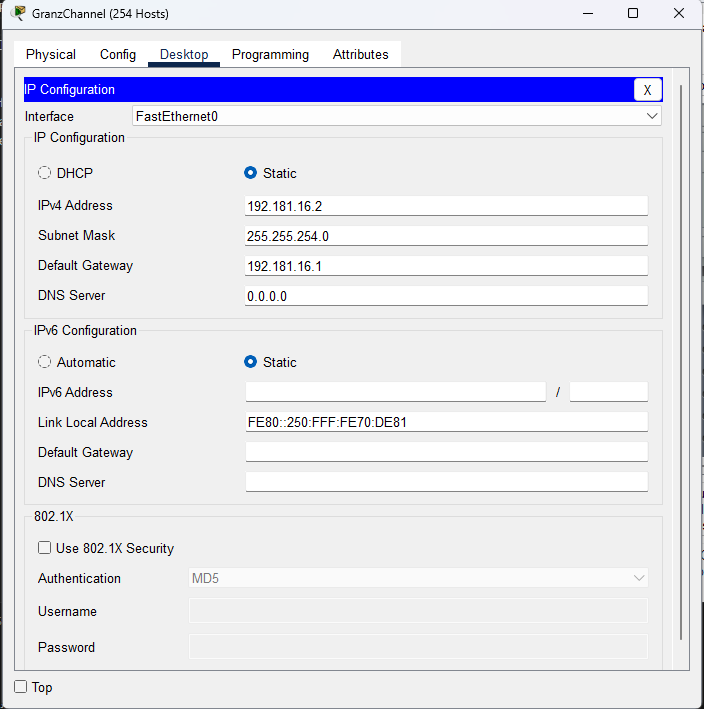 GranzChannel (254 Hosts)
Physical Config Desktop Programming Attributes
IP Configuration X
Interface FastEthernet0
IP Configuration
DHCP Static
IPv4 Address 192.181.16.2
Subnet Mask 255.255.254.0
Default Gateway 192.181.16.1
DNS Server 0.0.0.0
IPv6 Configuration
Automatic Static
IPv6 Address /
Link Local Address FE80::250:FFF:FE70:DE81
Default Gateway
DNS Server
802.1X
Use 802.1X Security
Authentication MD5
Username
Password
Top